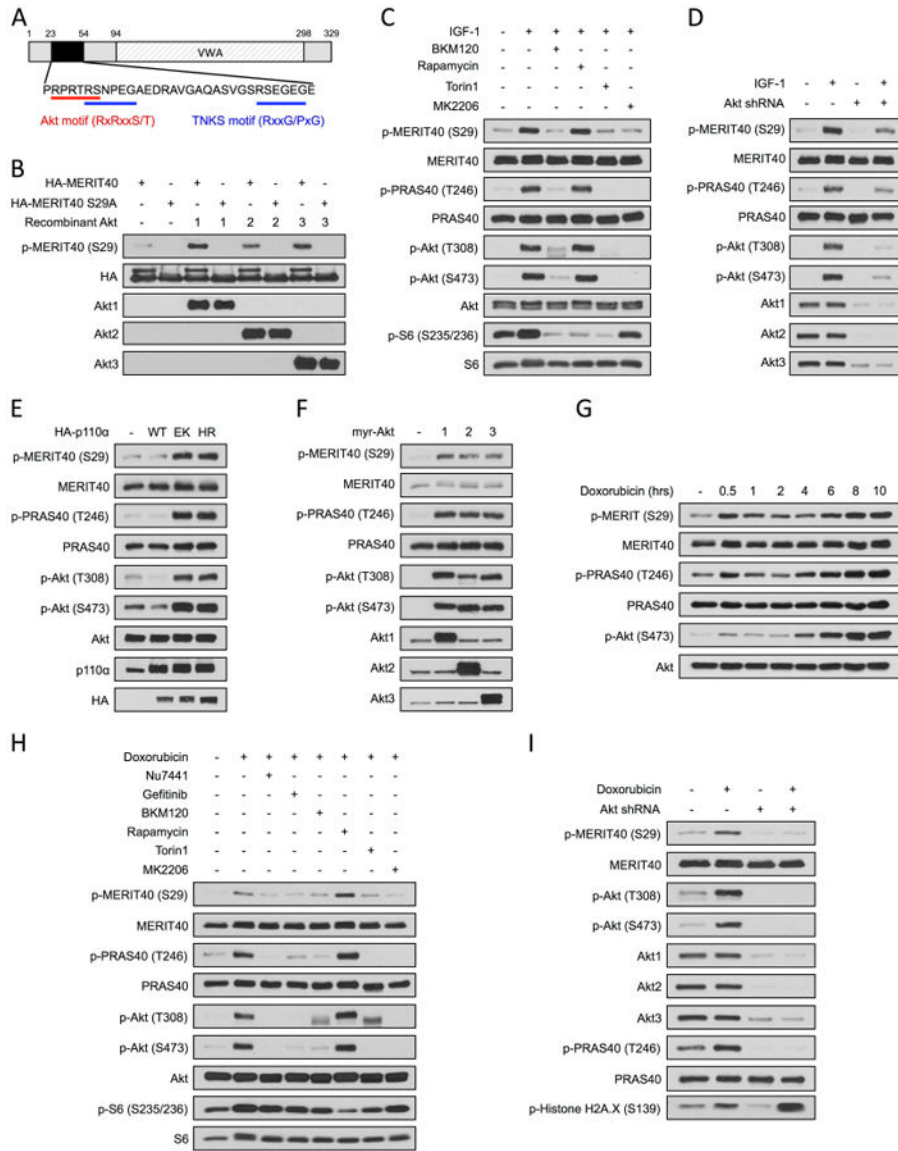 A
1 23 54 94 298 329
VWA
PRPRTRSNPEGAEDRAVGAQASVGSRSEGEGE
Akt motif (RxRxxS/T) TNKS motif (RxxG/PxG)
B
HA-MERIT40 + - + - + - + -
HA-MERIT40 S29A - + - + - + - +
Recombinant Akt - - 1 1 2 2 3 3
p-MERIT40 (S29)
HA
Akt1
Akt2
Akt3
C
IGF-1 - + + + + +
BKM120 - - + - - -
Rapamycin - - - + - -
Torin1 - - - - + -
MK2206 - - - - - +
p-MERIT40 (S29)
MERIT40
p-PRAS40 (T246)
PRAS40
p-Akt (T308)
p-Akt (S473)
Akt
p-S6 (S235/236)
S6
D
IGF-1 - + - +
Akt shRNA - - + +
p-MERIT40 (S29)
MERIT40
p-PRAS40 (T246)
PRAS40
p-Akt (T308)
p-Akt (S473)
Akt1
Akt2
Akt3
E
HA-p110α - WT EK HR
p-MERIT40 (S29)
MERIT40
p-PRAS40 (T246)
PRAS40
p-Akt (T308)
p-Akt (S473)
Akt
p110α
HA
F
myr-Akt - 1 2 3
p-MERIT40 (S29)
MERIT40
p-PRAS40 (T246)
PRAS40
p-Akt (T308)
p-Akt (S473)
Akt1
Akt2
Akt3
G
Doxorubicin (hrs) - 0.5 1 2 4 6 8 10
p-MERIT (S29)
MERIT40
p-PRAS40 (T246)
PRAS40
p-Akt (S473)
Akt
H
Doxorubicin - + + + + + + +
Nu7441 - - + - - - - -
Gefitinib - - - + - - - -
BKM120 - - - - + - - -
Rapamycin - - - - - + - -
Torin1 - - - - - - + -
MK2206 - - - - - - - +
p-MERIT40 (S29)
MERIT40
p-PRAS40 (T246)
PRAS40
p-Akt (T308)
p-Akt (S473)
Akt
p-S6 (S235/236)
S6
I
Doxorubicin - + - +
Akt shRNA - - + +
p-MERIT40 (S29)
MERIT40
p-Akt (T308)
p-Akt (S473)
Akt1
Akt2
Akt3
p-PRAS40 (T246)
PRAS40
p-Histone H2A.X (S139)